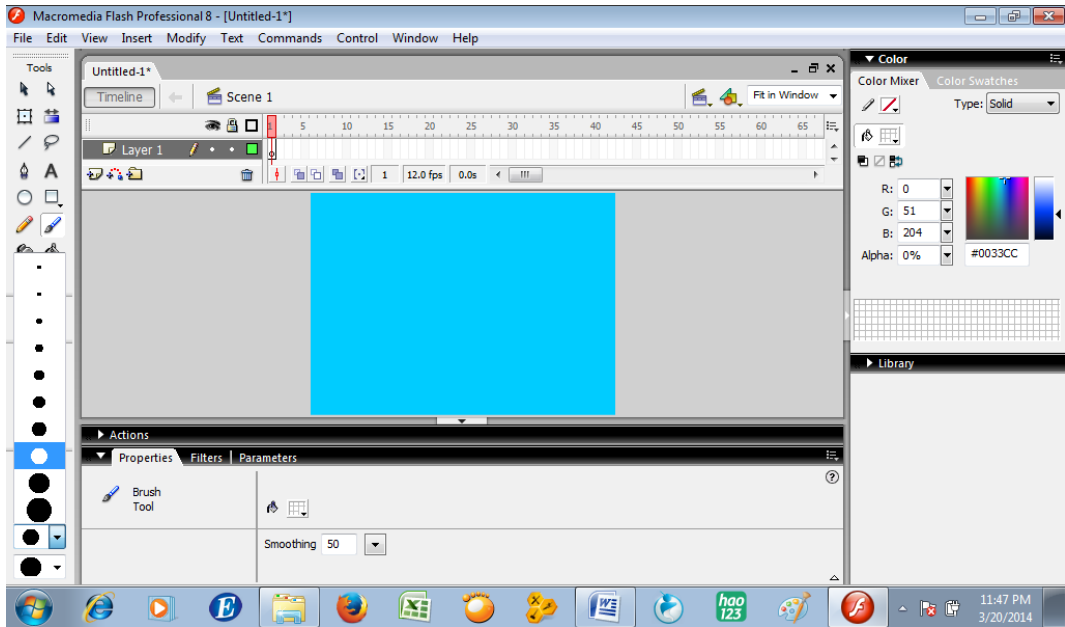 Macromedia Flash Professional 8 - [Untitled-1*]
File Edit View Insert Modify Text Commands Control Window Help
Tools
Untitled-1*
Timeline Scene 1 Fit in Window
1 5 10 15 20 25 30 35 40 45 50 55 60 65
Layer 1
1 12.0 fps 0.0s
Actions
Properties Filters Parameters
Brush
Tool
Smoothing 50
Color
Color Mixer Color Swatches
Type: Solid
R: 0
G: 51
B: 204
Alpha: 0% #0033CC
Library
hao
123
11:47 PM
3/20/2014